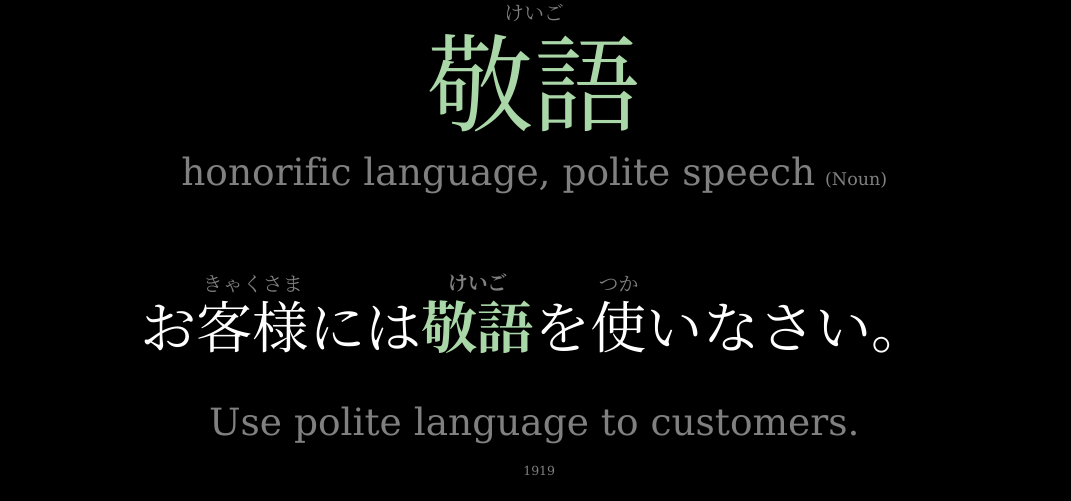 けいご
敬語
honorific language, polite speech (Noun)
きゃくさま けいご つか
お客様には敬語を使いなさい。
Use polite language to customers.
1919